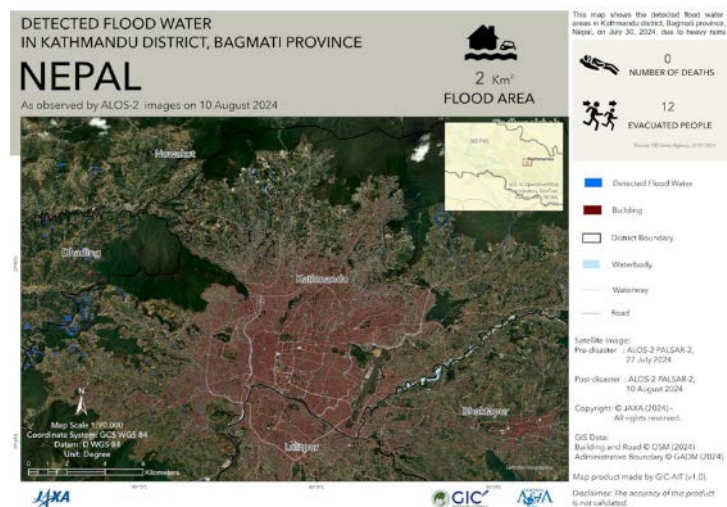 DETECTED FLOOD WATER
IN KATHMANDU DISTRICT, BAGMATI PROVINCE
NEPAL
As observed by ALOS-2 images on 10 August 2024
2 Km²
FLOOD AREA
This map shows the detected flood water
areas in Kathmandu district, Bagmati province,
Nepal, on July 30, 2024, due to heavy rains
0
NUMBER OF DEATHS
12
EVACUATED PEOPLE
Detected Flood Water
Building
District Boundary
Waterbody
Waterway
Road
Satellite Image:
Pre-disaster : ALOS-2 PALSAR-2,
27 July 2024
Post-disaster : ALOS-2 PALSAR-2,
10 August 2024
Copyright: © JAXA (2024) -
All rights reserved.
GIS Data:
Building and Road © OSM (2024)
Administrative Boundary © GADM (2024)
Map product made by GIC-AIT (v1.0).
Disclaimer: The accuracy of this product
is not validated.
NEPAL
Kathmandu
Dhading
Kathmandu
Bhaktapur
Lalitpur
N
Map Scale 1:90,000
Coordinate System: GCS WGS 84
Datum: D WGS 84
Unit: Degree
Kilometers
JAXA
GIC